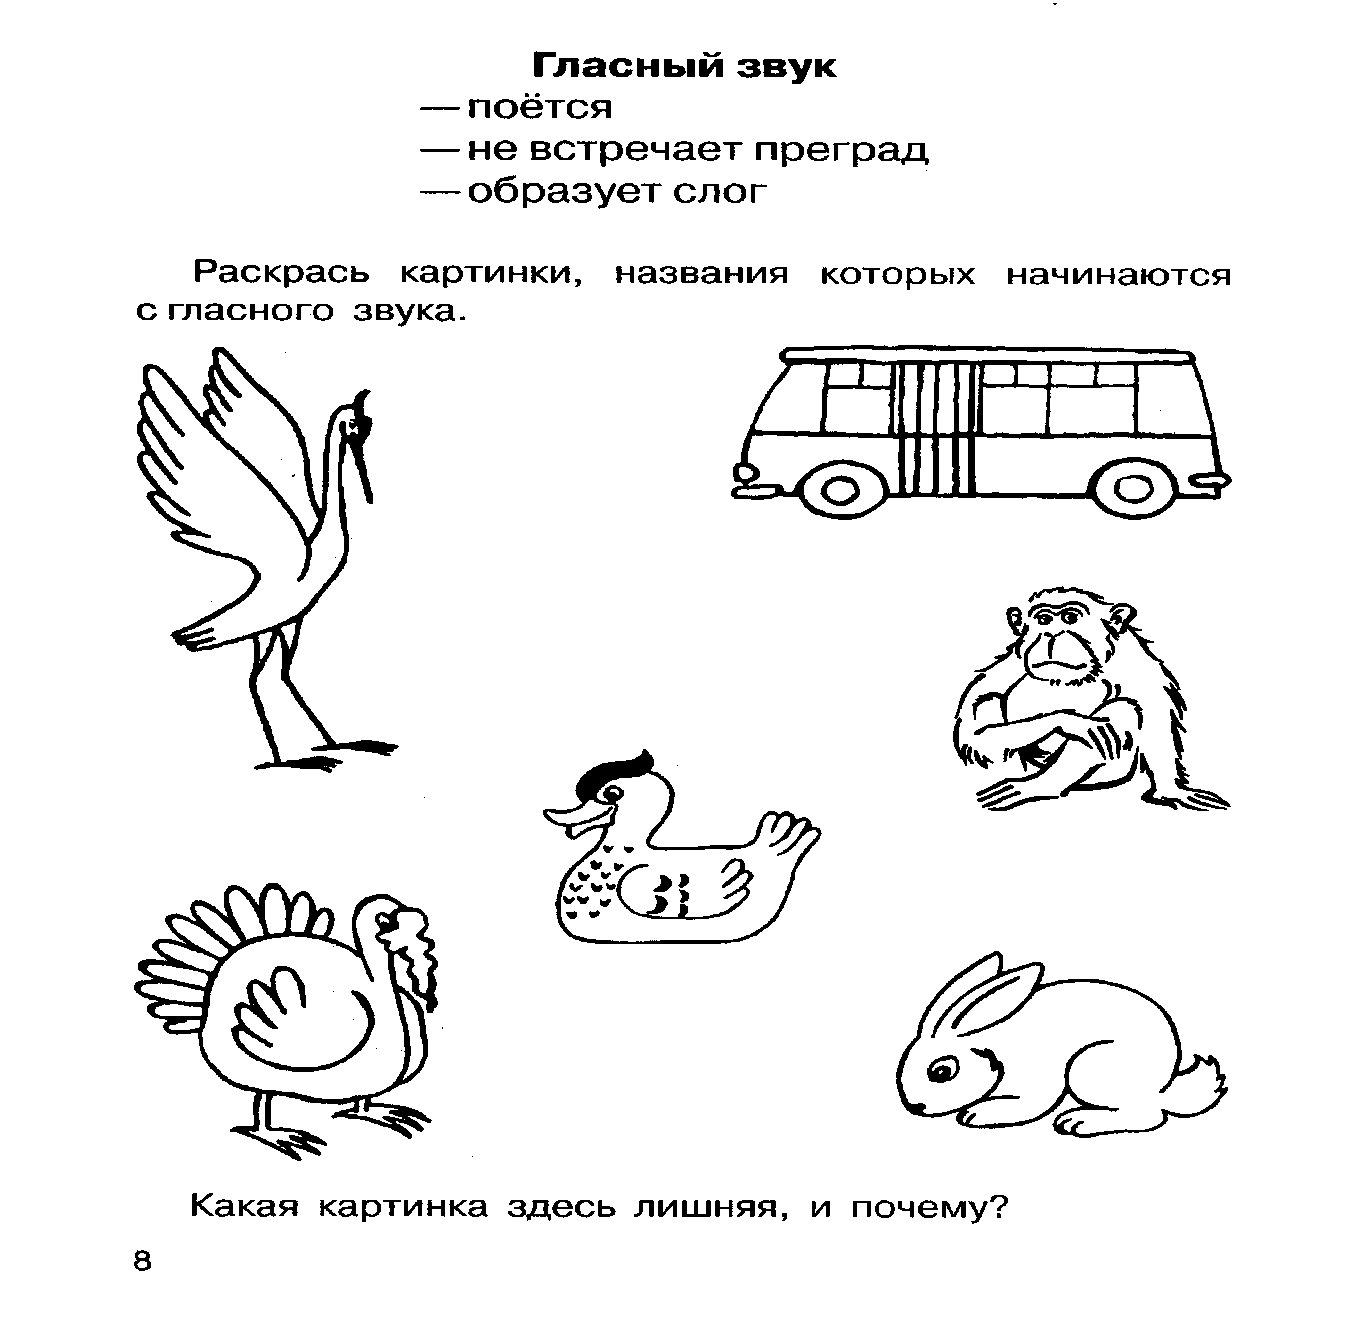 Гласный звук
— поётся
— не встречает преград
— образует слог
Раскрась картинки, названия которых начинаются
с гласного звука.
Какая картинка здесь лишняя, и почему?
8